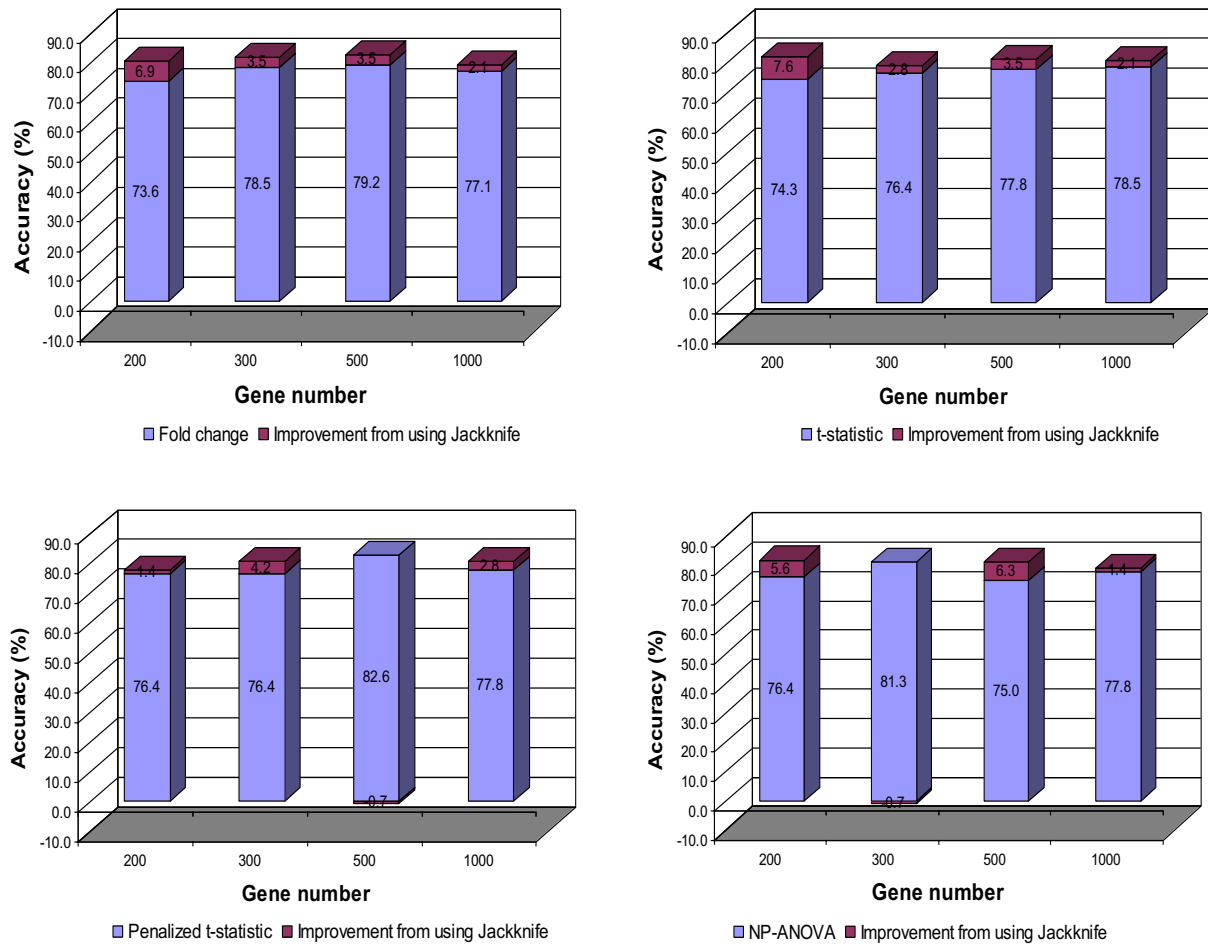 90.0
80.0
70.0
60.0
50.0
40.0
30.0
20.0
10.0
0.0
-10.0
Accuracy (%)
6.9 3.5 3.5 2.1
73.6 78.5 79.2 77.1
200 300 500 1000
Gene number
Fold change Improvement from using Jackknife
90.0
80.0
70.0
60.0
50.0
40.0
30.0
20.0
10.0
0.0
-10.0
Accuracy (%)
7.6 2.8 3.5 2.1
74.3 76.4 77.8 78.5
200 300 500 1000
Gene number
t-statistic Improvement from using Jackknife
90.0
80.0
70.0
60.0
50.0
40.0
30.0
20.0
10.0
0.0
-10.0
Accuracy (%)
1.4 4.2 2.8
76.4 76.4 82.6 77.8
-0.7
200 300 500 1000
Gene number
Penalized t-statistic Improvement from using Jackknife
90.0
80.0
70.0
60.0
50.0
40.0
30.0
20.0
10.0
0.0
-10.0
Accuracy (%)
5.6 6.3 1.4
76.4 81.3 75.0 77.8
-0.7
200 300 500 1000
Gene number
NP-ANOVA Improvement from using Jackknife